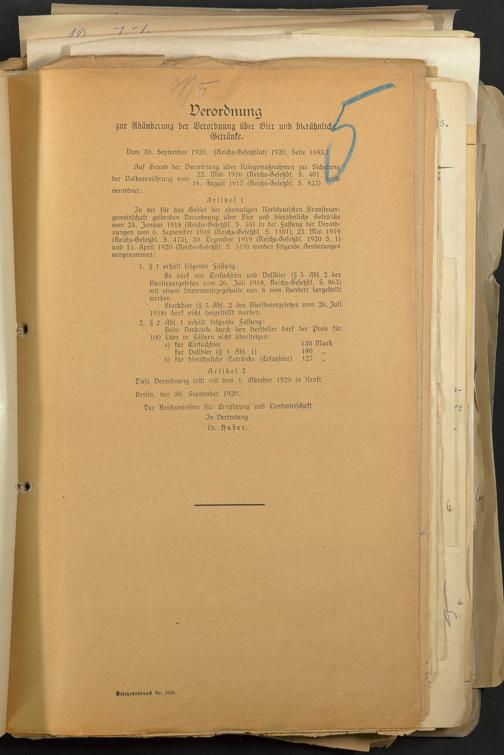 5
Verordnung
zur Abänderung der Verordnung über Bier und bierähnliche
Getränke.
Vom 30. September 1920. (Reichs-Gesetzblatt 1920, Seite 1693.)
Auf Grund der Verordnung über Kriegsmaßnahmen zur Sicherung
der Volksernährung vom 22. Mai 1916 (Reichs-Gesetzbl. S. 401 wird
18. August 1917 (Reichs-Gesetzbl. S. 823)
verordnet:
Artikel 1
In der für das Gebiet der ehemaligen Norddeutschen Brausteuer-
gemeinschaft geltenden Verordnung über Bier und bierähnliche Getränke
vom 24. Januar 1918 (Reichs-Gesetzbl. S. 55) in der Fassung der Verord-
nungen vom 6. September 1918 (Reichs-Gesetzbl. S. 1101), 23. Mai 1919
(Reichs-Gesetzbl. S. 473), 30. Dezember 1919 (Reichs-Gesetzbl. 1920 S. 1)
und 13. April 1920 (Reichs-Gesetzbl. S. 519) werden folgende Aenderungen
vorgenommen:
1. § 1 erhält folgende Fassung:
Es darf nur Einfachbier und Vollbier (§ 3 Abs. 2 des
Biersteuergesetzes vom 26. Juli 1918, Reichs-Gesetzbl. S. 863)
mit einem Stammwürzegehalte von 8 vom Hundert hergestellt
werden.
Starkbier (§ 3 Abs. 2 des Biersteuergesetzes vom 26. Juli
1918) darf nicht hergestellt werden.
2. § 2 Abs. 1 erhält folgende Fassung:
Beim Verkaufe durch den Hersteller darf der Preis für
100 Liter in Fässern nicht übersteigen:
a) für Einfachbier 130 Mark
für Vollbier (§ 1 Abs. 1) 180 „
b) für bierähnliche Getränke (Ersatzbier) 127 „
Artikel 2
Diese Verordnung tritt mit dem 1. Oktober 1920 in Kraft.
Berlin, den 30. September 1920.
Der Reichsminister für Ernährung und Landwirtschaft
In Vertretung
Dr. Huber.